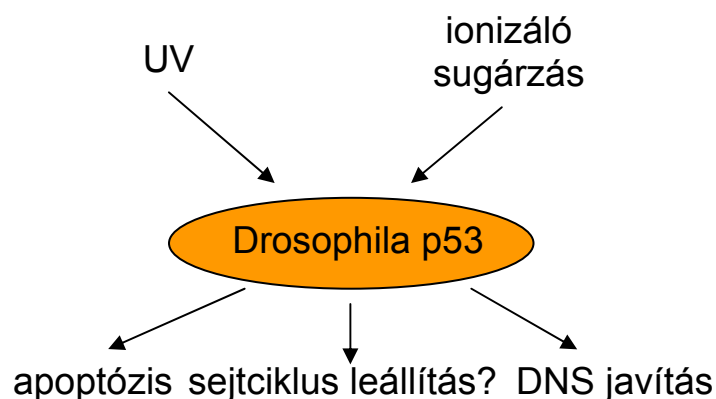 UV
ionizáló
sugárzás
Drosophila p53
apoptózis sejtciklus leállítás? DNS javítás